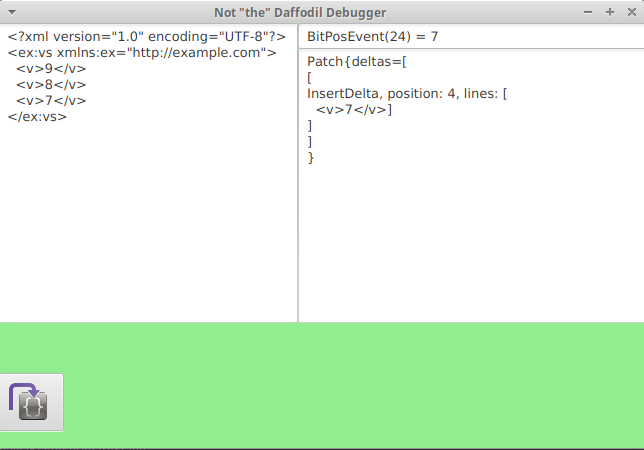 Not "the" Daffodil Debugger
<?xml version="1.0" encoding="UTF-8"?>
<ex:vs xmlns:ex="http://example.com">
  <v>9</v>
  <v>8</v>
  <v>7</v>
</ex:vs>
BitPosEvent(24) = 7
Patch{deltas=[
[
InsertDelta, position: 4, lines: [
  <v>7</v>]
]
]
}
{}